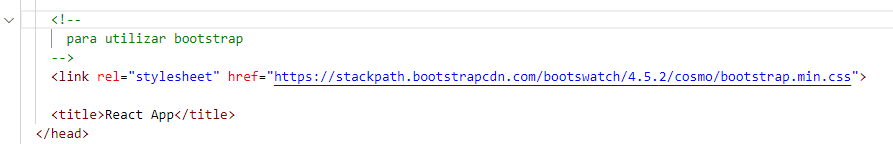 <!--
para utilizar bootstrap
-->
<link rel="stylesheet" href="https://stackpath.bootstrapcdn.com/bootswatch/4.5.2/cosmo/bootstrap.min.css">
<title>React App</title>
</head>